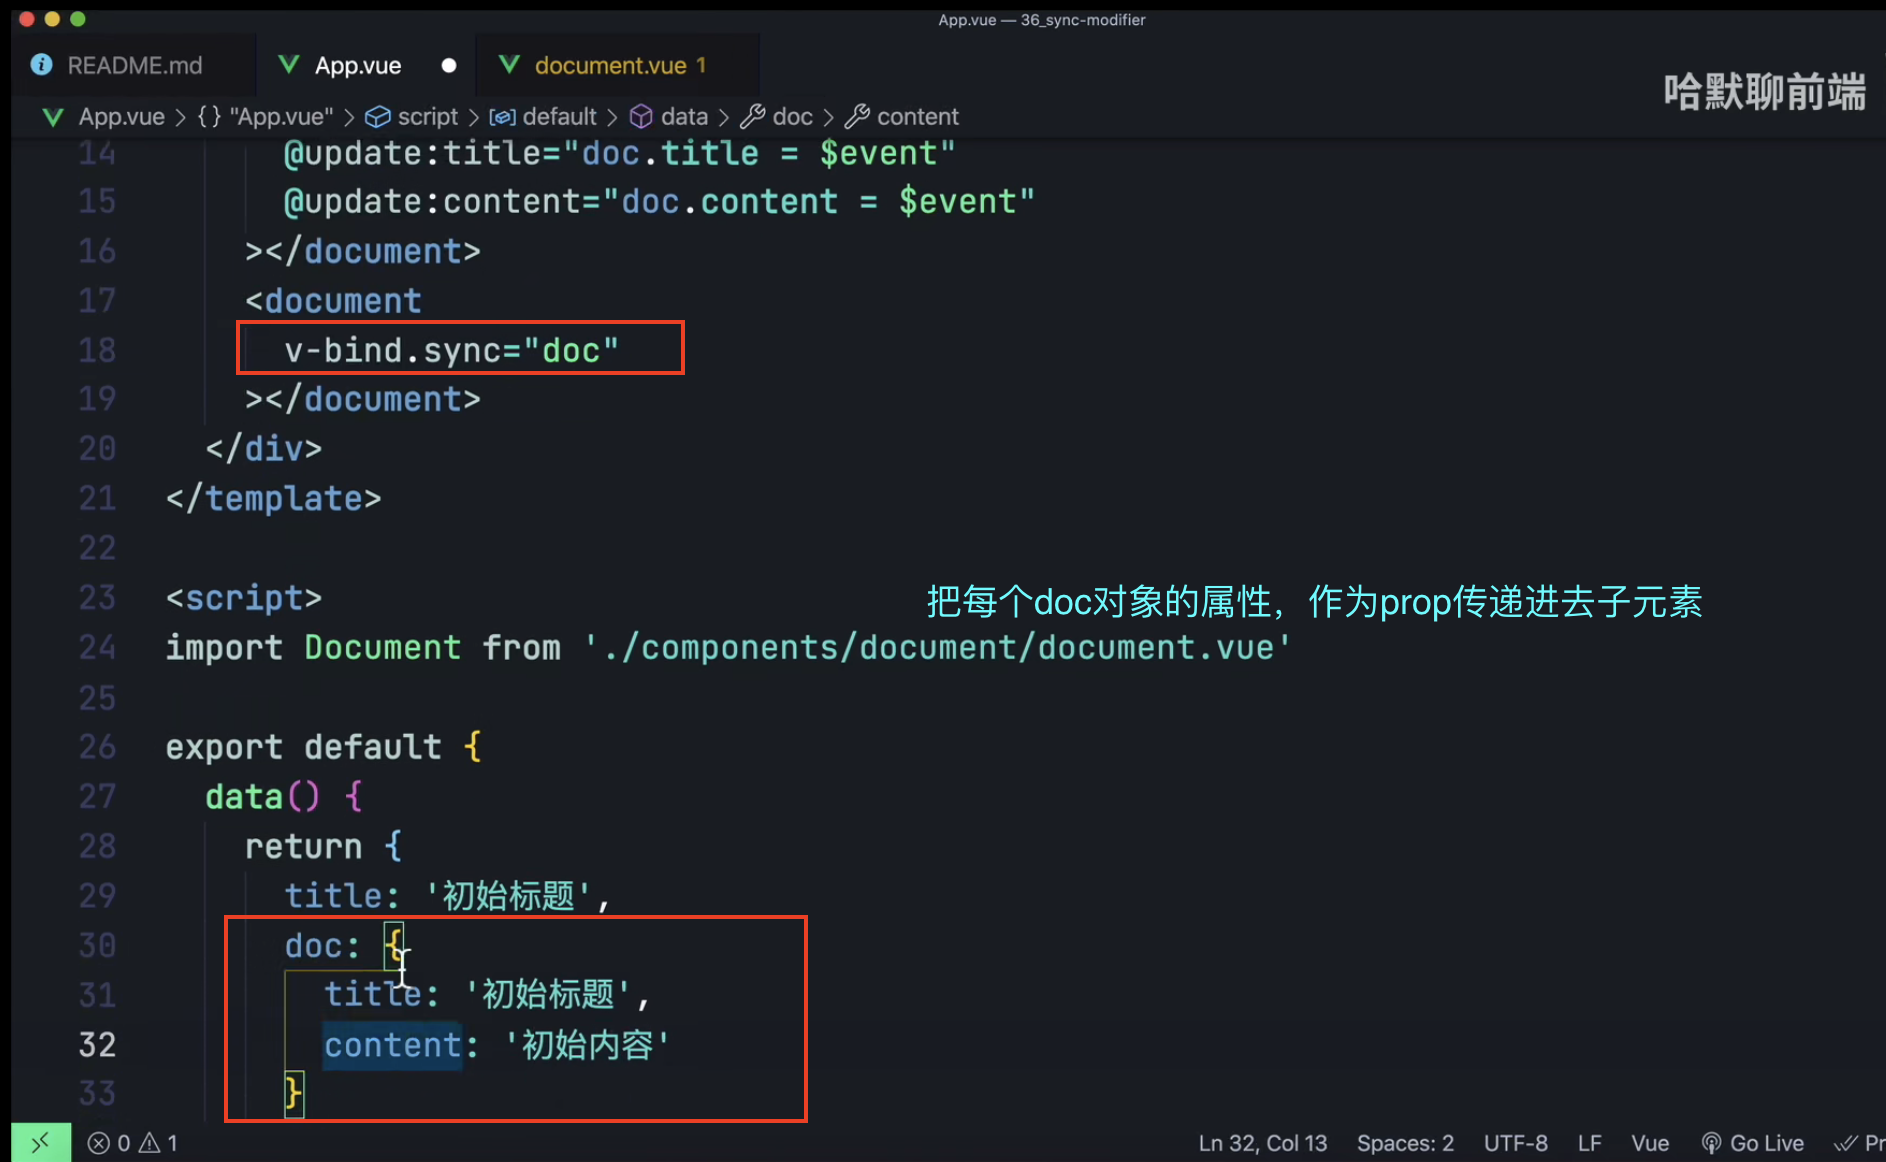 App.vue — 36_sync-modifier
README.md
App.vue
document.vue 1
哈默聊前端
App.vue > {} "App.vue" > script > default > data > doc > content
14 @update:title="doc.title = $event"
15 @update:content="doc.content = $event"
16 ></document>
17 <document
18 v-bind.sync="doc"
19 ></document>
20 </div>
21 </template>
22
23 <script>
把每个doc对象的属性，作为prop传递进去子元素
24 import Document from './components/document/document.vue'
25
26 export default {
27 data() {
28 return {
29 title: '初始标题',
30 doc: {
31 title: '初始标题',
32 content: '初始内容'
33 }
0 1 Ln 32, Col 13 Spaces: 2 UTF-8 LF Vue Go Live Pr